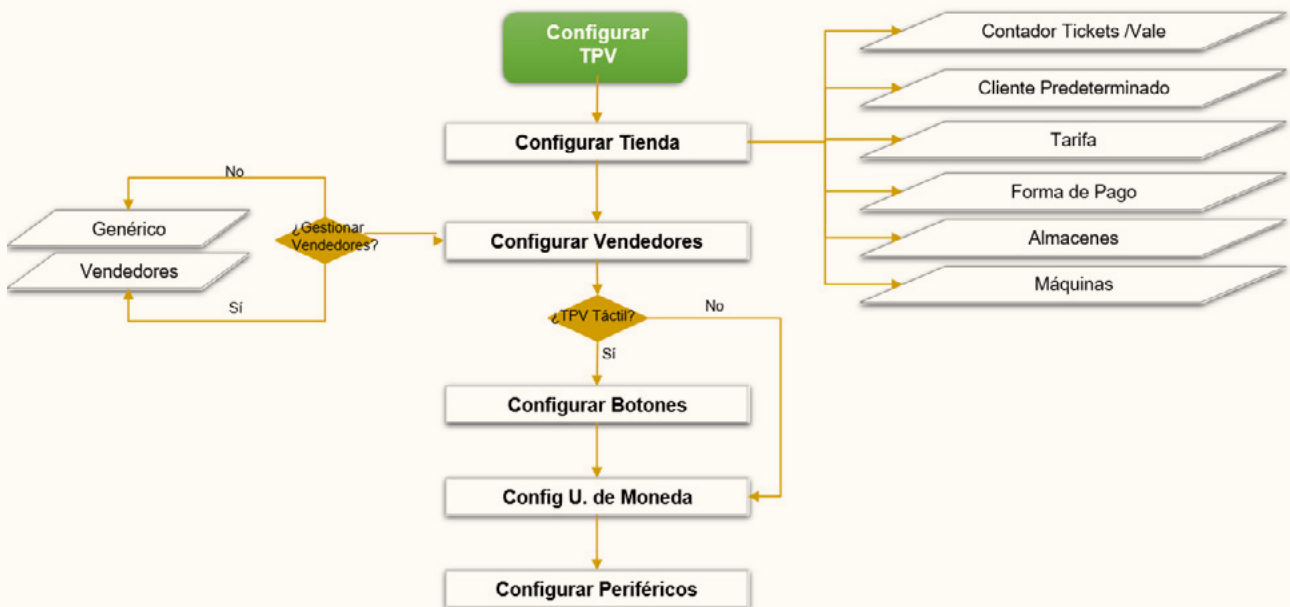 Configurar
TPV
Contador Tickets /Vale
Cliente Predeterminado
Configurar Tienda
Tarifa
No
Forma de Pago
Genérico
¿Gestionar
Vendedores?
Configurar Vendedores
Almacenes
Vendedores
Máquinas
Sí
¿TPV Táctil?
No
Sí
Configurar Botones
Config U. de Moneda
Configurar Periféricos